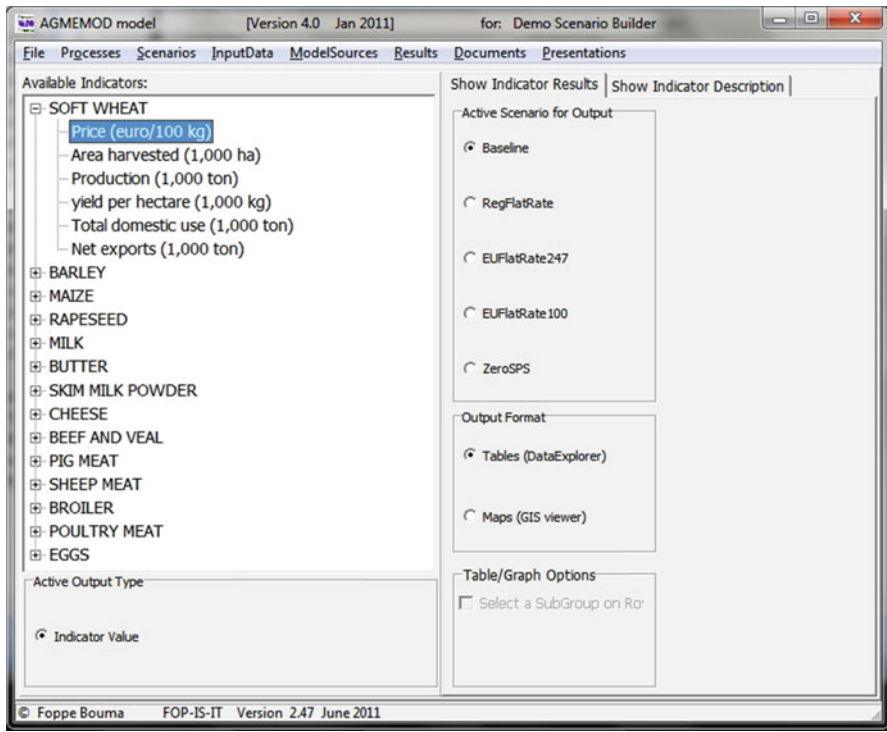 AGMEMOD model [Version 4.0 Jan 2011] for: Demo Scenario Builder
File Processes Scenarios InputData ModelSources Results Documents Presentations
Available Indicators:
SOFT WHEAT
Price (euro/100 kg)
Area harvested (1,000 ha)
Production (1,000 ton)
yield per hectare (1,000 kg)
Total domestic use (1,000 ton)
Net exports (1,000 ton)
BARLEY
MAIZE
RAPESEED
MILK
BUTTER
SKIM MILK POWDER
CHEESE
BEEF AND VEAL
PIG MEAT
SHEEP MEAT
BROILER
POULTRY MEAT
EGGS
Active Output Type
Indicator Value
Show Indicator Results Show Indicator Description
Active Scenario for Output
Baseline
RegFlatRate
EUFlatRate247
EUFlatRate100
ZeroSPS
Output Format
Tables (DataExplorer)
Maps (GIS viewer)
Table/Graph Options
Select a SubGroup on Ro
© Foppe Bouma FOP-IS-IT Version 2.47 June 2011